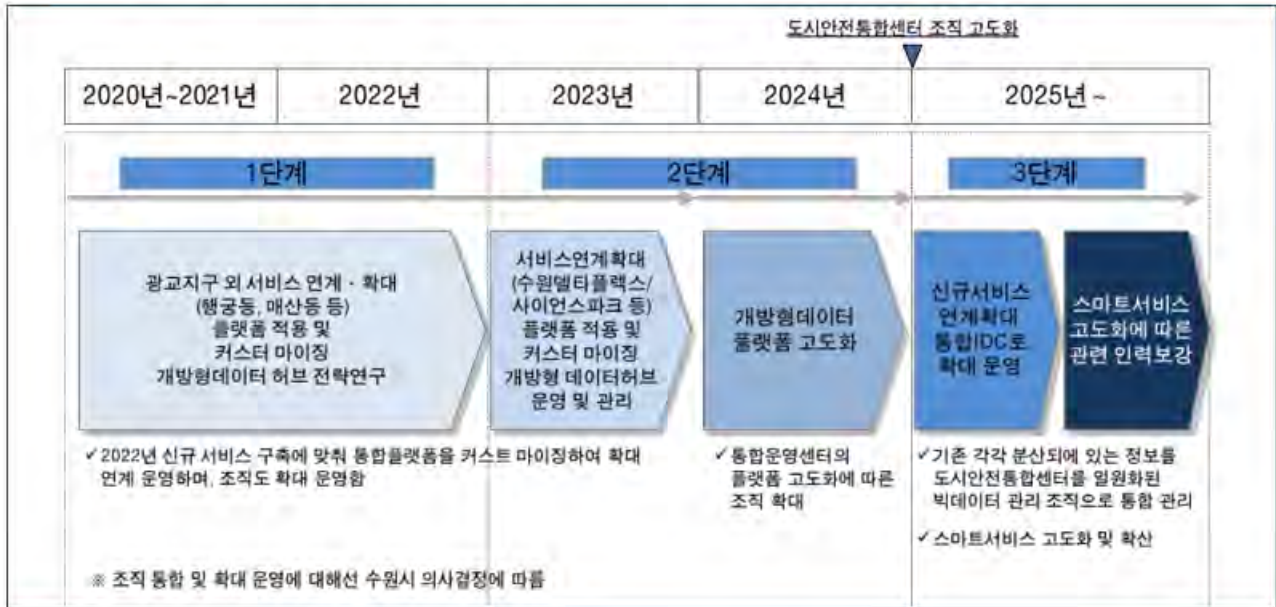 도시안전통합센터 조직 고도화
2020년~2021년
2022년
2023년
2024년
2025년 ~
1단계
2단계
3단계
광교지구 외 서비스 연계 · 확대
(행궁동, 매산동 등)
플랫폼 적용 및
커스터 마이징
개방형데이터 허브 전략연구
서비스연계확대
(수원델타플렉스/
사이언스파크 등)
플랫폼 적용 및
커스터 마이징
개방형 데이터허브
운영 및 관리
개방형데이터
플랫폼 고도화
신규서비스
연계확대
통합IDC로
확대 운영
스마트서비스
고도화에 따른
관련 인력보강
✓2022년 신규 서비스 구축에 맞춰 통합플랫폼을 커스트 마이징하여 확대
연계 운영하며, 조직도 확대 운영함
✓통합운영센터의
플랫폼 고도화에 따른
조직 확대
✓기존 각각 분산되에 있는 정보를
도시안전통합센터를 일원화된
빅데이터 관리 조직으로 통합 관리
✓스마트서비스 고도화 및 확산
※ 조직 통합 및 확대 운영에 대해선 수원시 의사결정에 따름